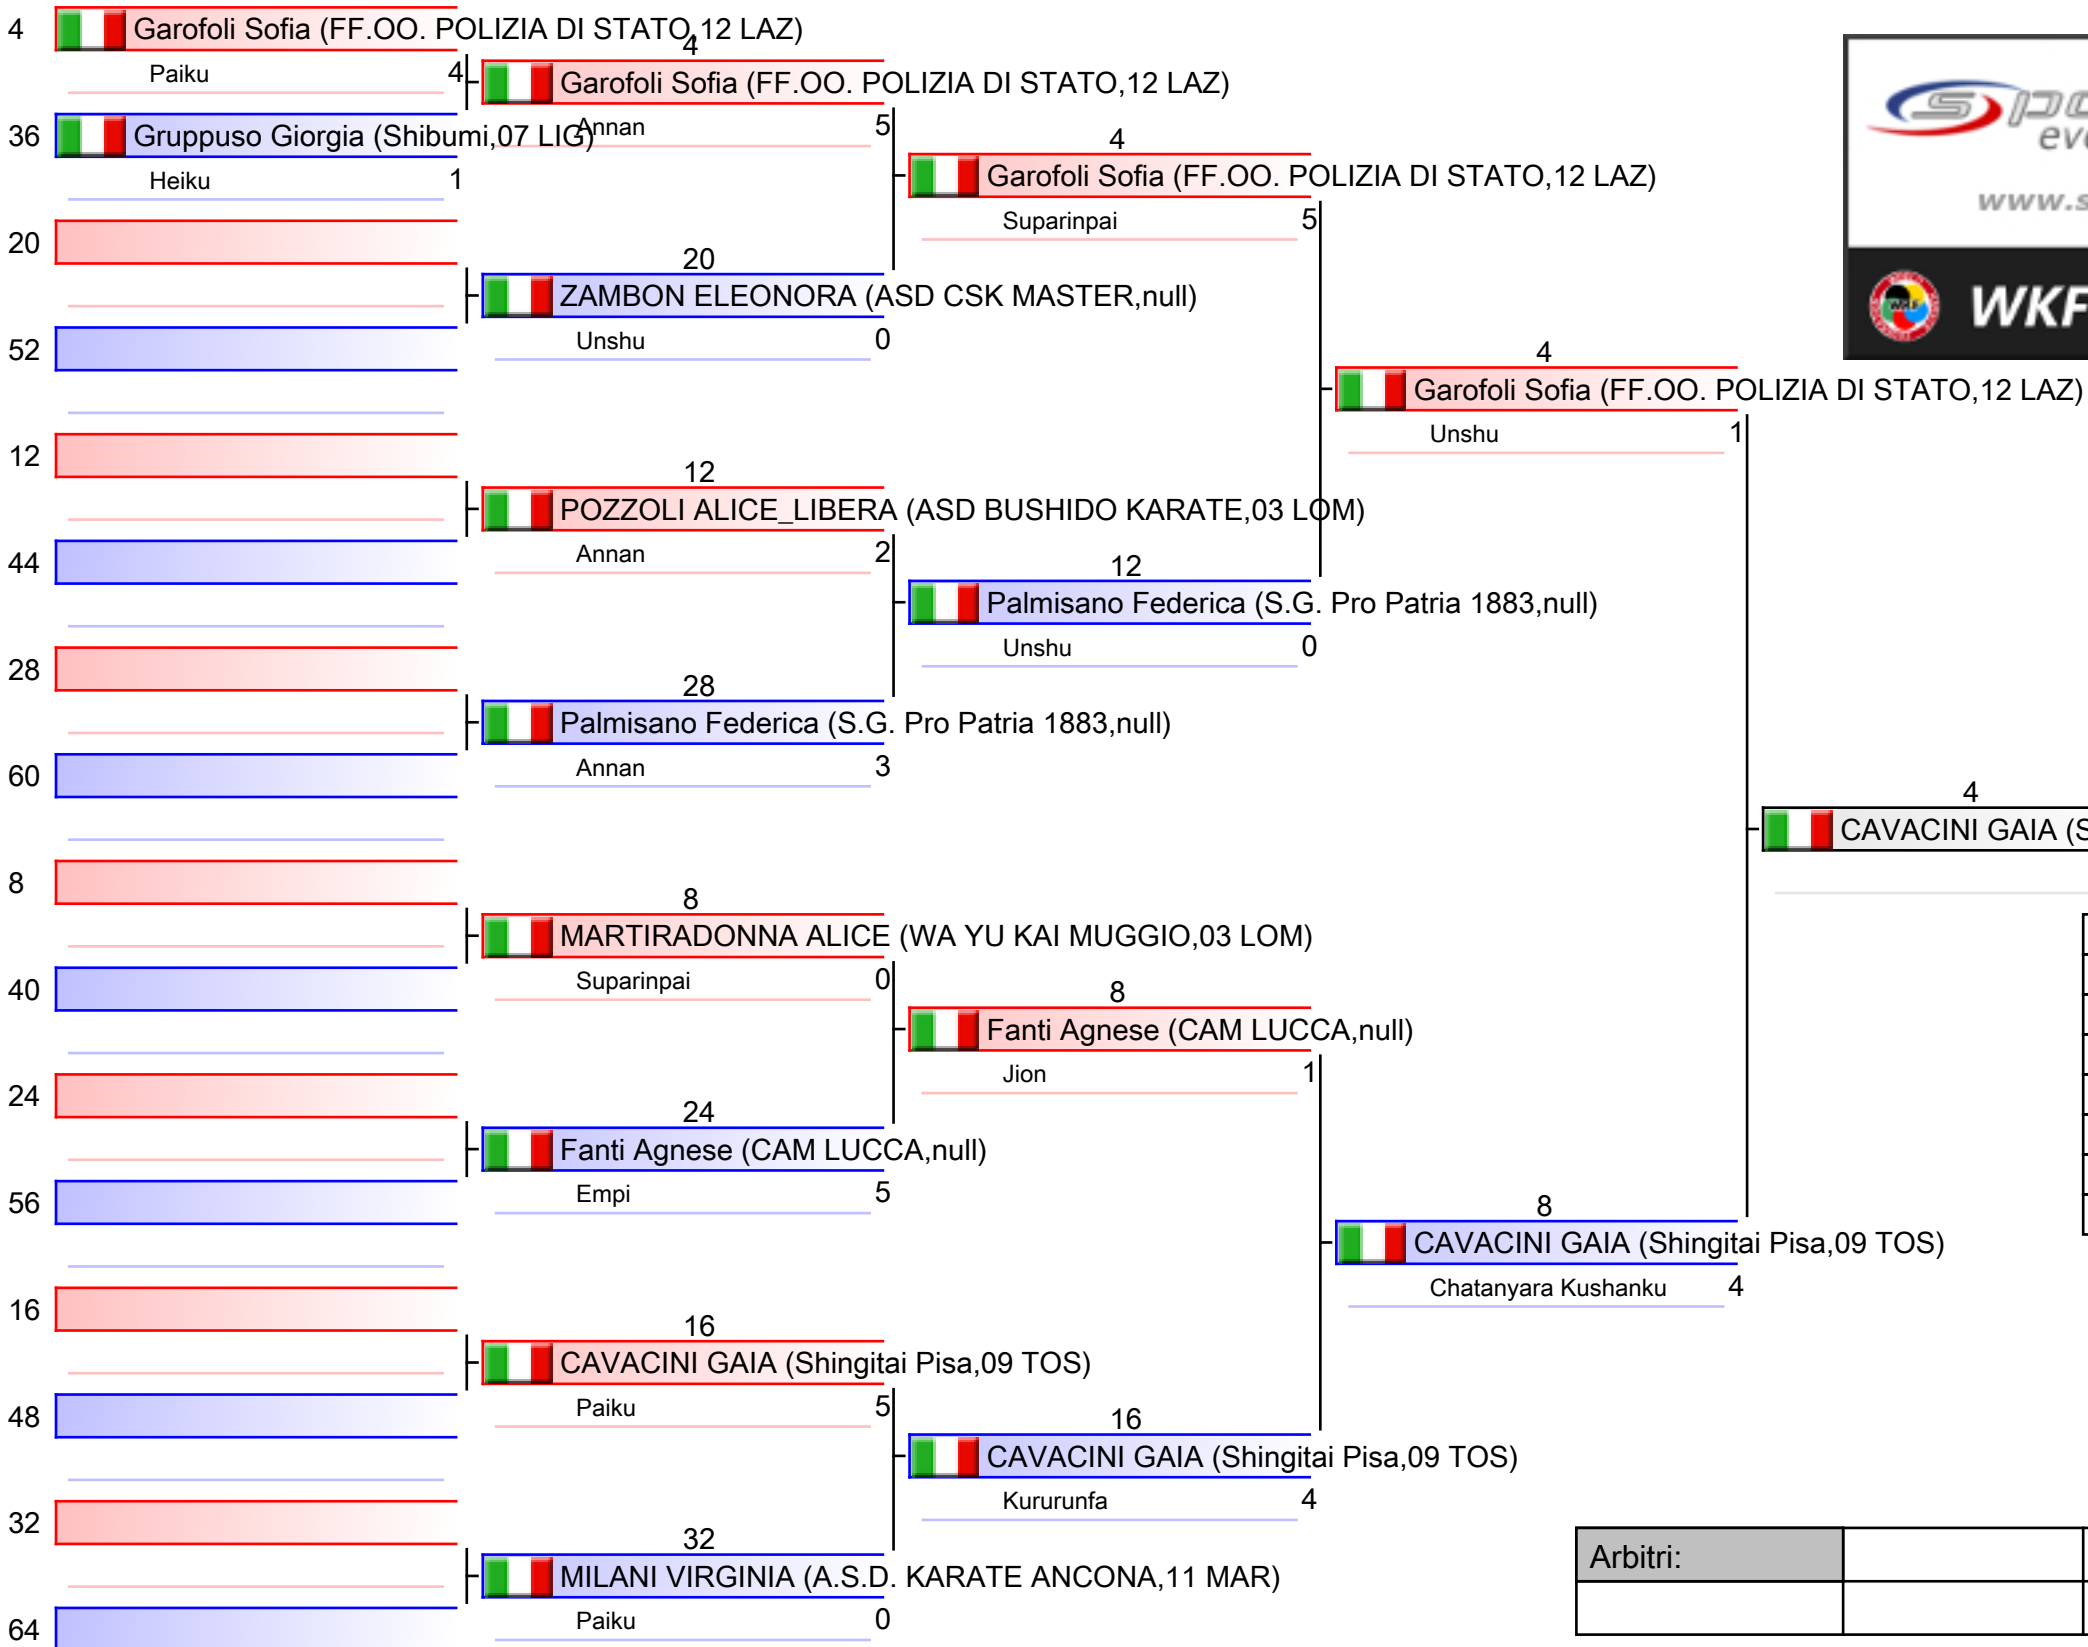 4
Garofoli Sofia (FF.OO. POLIZIA DI STATO,12 LAZ)
Paiku 4
36
Gruppuso Giorgia (Shibumi,07 LIG)
Heiku 1
20
52
12
44
28
60
8
40
24
56
16
48
32
64
4
Garofoli Sofia (FF.OO. POLIZIA DI STATO,12 LAZ)
Annan 5
20
ZAMBON ELEONORA (ASD CSK MASTER,null)
Unshu 0
12
POZZOLI ALICE_LIBERA (ASD BUSHIDO KARATE,03 LOM)
Annan 2
28
Palmisano Federica (S.G. Pro Patria 1883,null)
Annan 3
8
MARTIRADONNA ALICE (WA YU KAI MUGGIO,03 LOM)
Suparinpai 0
24
Fanti Agnese (CAM LUCCA,null)
Empi 5
16
CAVACINI GAIA (Shingitai Pisa,09 TOS)
Paiku 5
32
MILANI VIRGINIA (A.S.D. KARATE ANCONA,11 MAR)
Paiku 0
4
Garofoli Sofia (FF.OO. POLIZIA DI STATO,12 LAZ)
Suparinpai 5
12
Palmisano Federica (S.G. Pro Patria 1883,null)
Unshu 0
8
Fanti Agnese (CAM LUCCA,null)
Jion 1
16
CAVACINI GAIA (Shingitai Pisa,09 TOS)
Kururunfa 4
4
Garofoli Sofia (FF.OO. POLIZIA DI STATO,12 LAZ)
Unshu 1
8
CAVACINI GAIA (Shingitai Pisa,09 TOS)
Chatanyara Kushanku 4
4
CAVACINI GAIA (S
www.s
WKF
Arbitri: